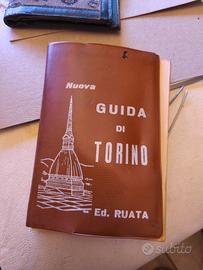 Nuova
GUIDA
DI
TORINO
Ed. RUATA
subito